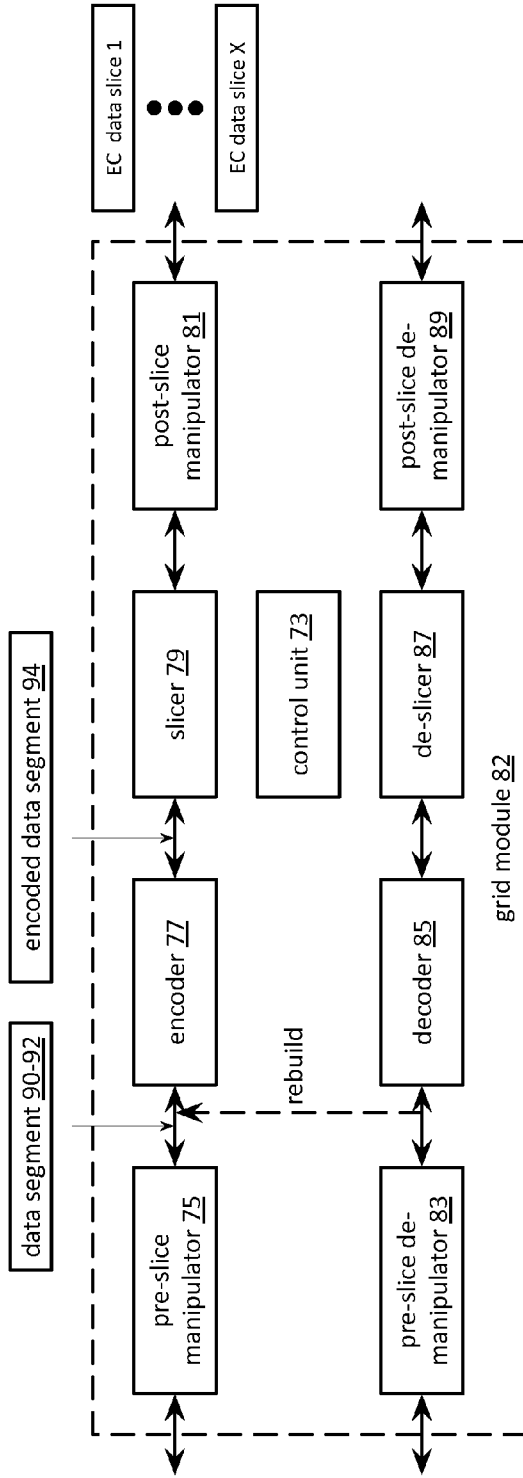 data segment 90-92
encoded data segment 94
EC data slice 1
EC data slice X
pre-slice
manipulator 75
encoder 77
slicer 79
post-slice
manipulator 81
rebuild
control unit 73
pre-slice de-
manipulator 83
decoder 85
de-slicer 87
post-slice de-
manipulator 89
grid module 82